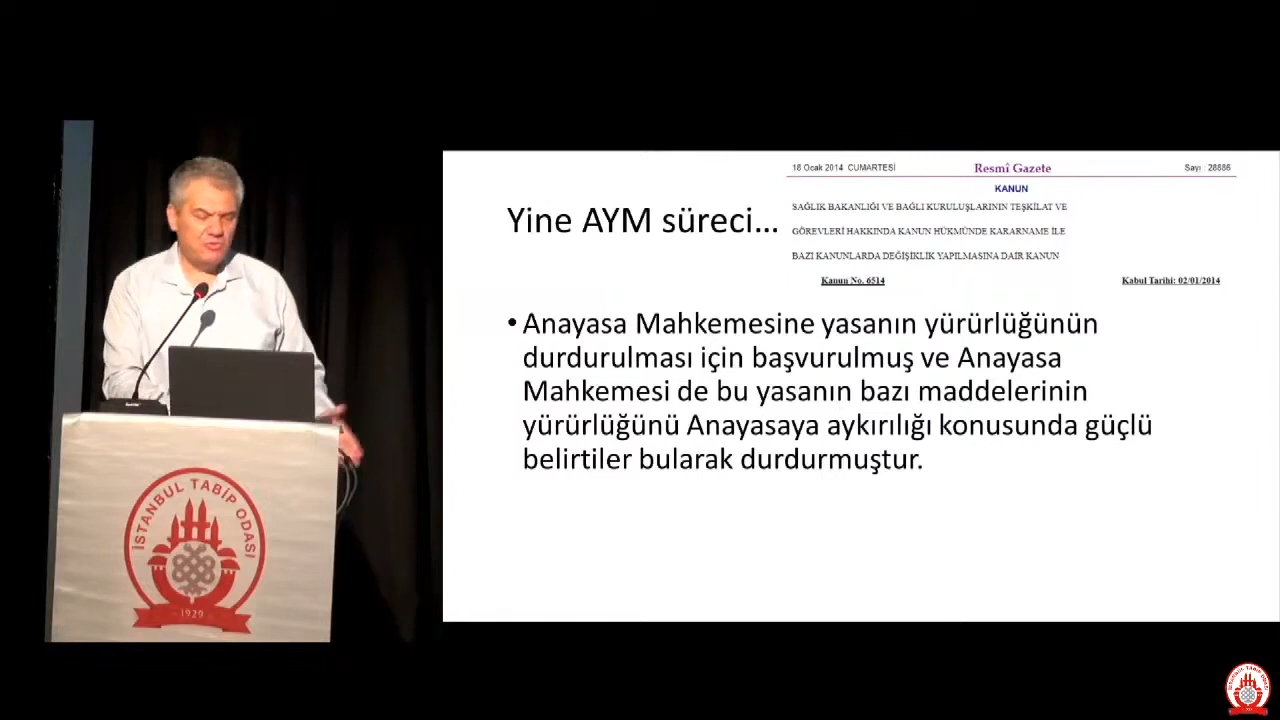 18 Ocak 2014 CUMARTESİ
Resmî Gazete
Sayı : 28886
KANUN
SAĞLIK BAKANLIĞI VE BAĞLI KURULUŞLARININ TEŞKİLAT VE
GÖREVLERİ HAKKINDA KANUN HÜKMÜNDE KARARNAME İLE
BAZI KANUNLARDA DEĞİŞİKLİK YAPILMASINA DAİR KANUN
Kanun No. 6514
Kabul Tarihi: 02/01/2014
Yine AYM süreci...
• Anayasa Mahkemesine yasanın yürürlüğünün
durdurulması için başvurulmuş ve Anayasa
Mahkemesi de bu yasanın bazı maddelerinin
yürürlüğünü Anayasaya aykırılığı konusunda güçlü
belirtiler bularak durdurmuştur.
İSTANBUL TABİP ODASI
- 1929 -
İSTANBUL TABİP ODASI